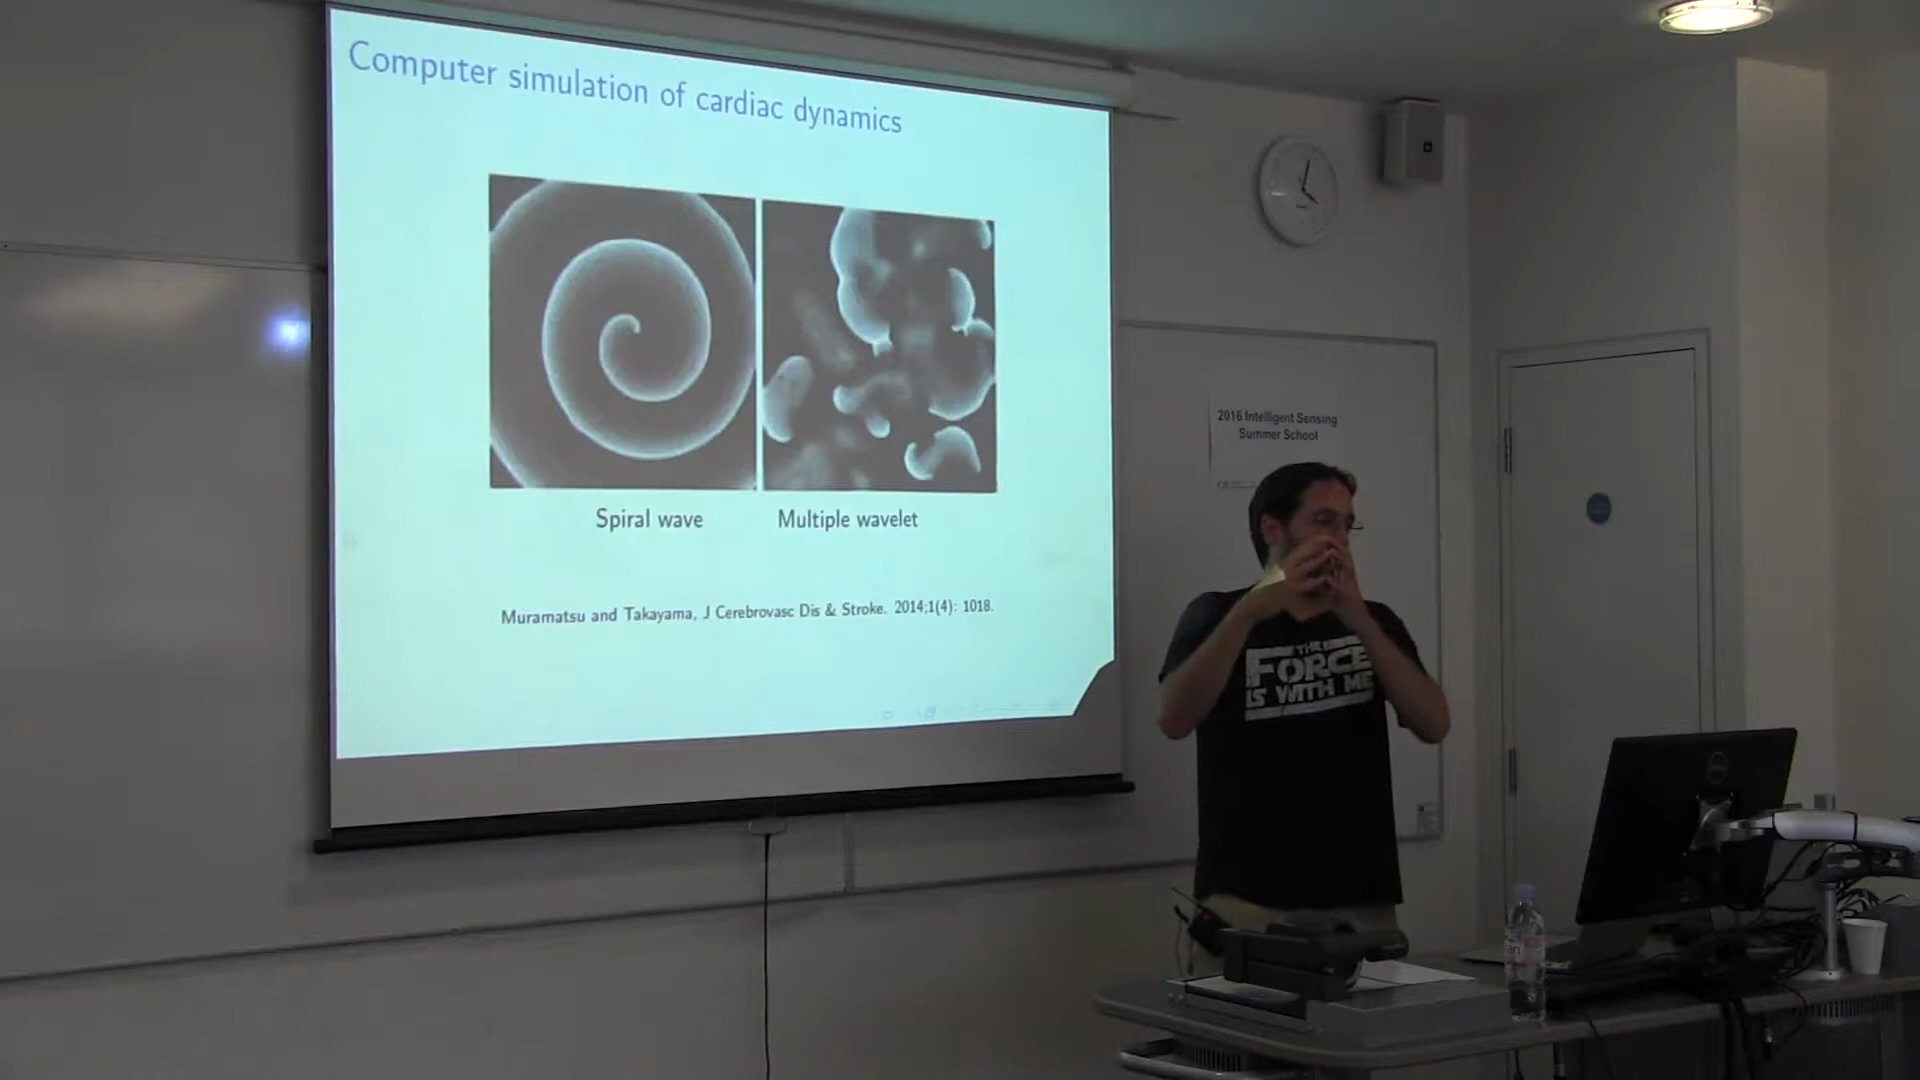 Computer simulation of cardiac dynamics
Spiral wave
Multiple wavelet
Muramatsu and Takayama, J Cerebrovasc Dis & Stroke. 2014;1(4): 1018.
2016 Intelligent Sensing
Summer School
THE
FORCE
IS WITH ME